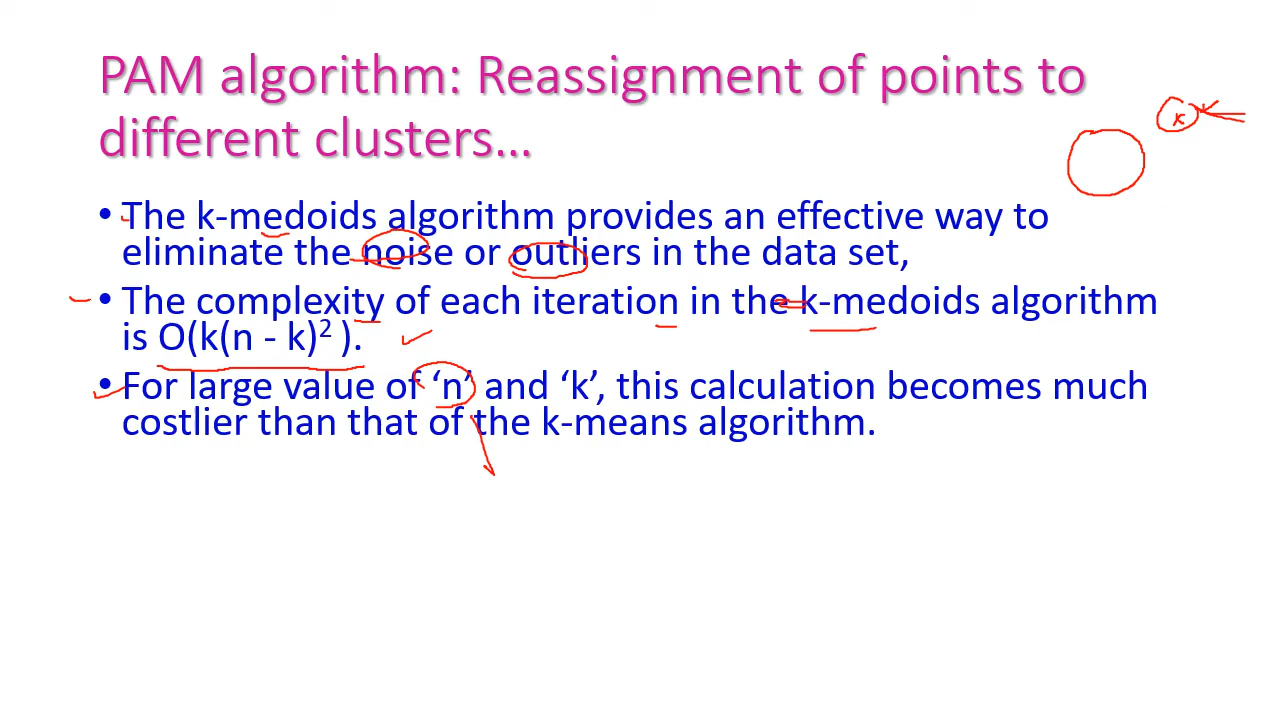 PAM algorithm: Reassignment of points to
different clusters...
• The k-medoids algorithm provides an effective way to
eliminate the noise or outliers in the data set,
• The complexity of each iteration in the k-medoids algorithm
is O(k(n - k)² ).
• For large value of ‘n’ and ‘k’, this calculation becomes much
costlier than that of the k-means algorithm.